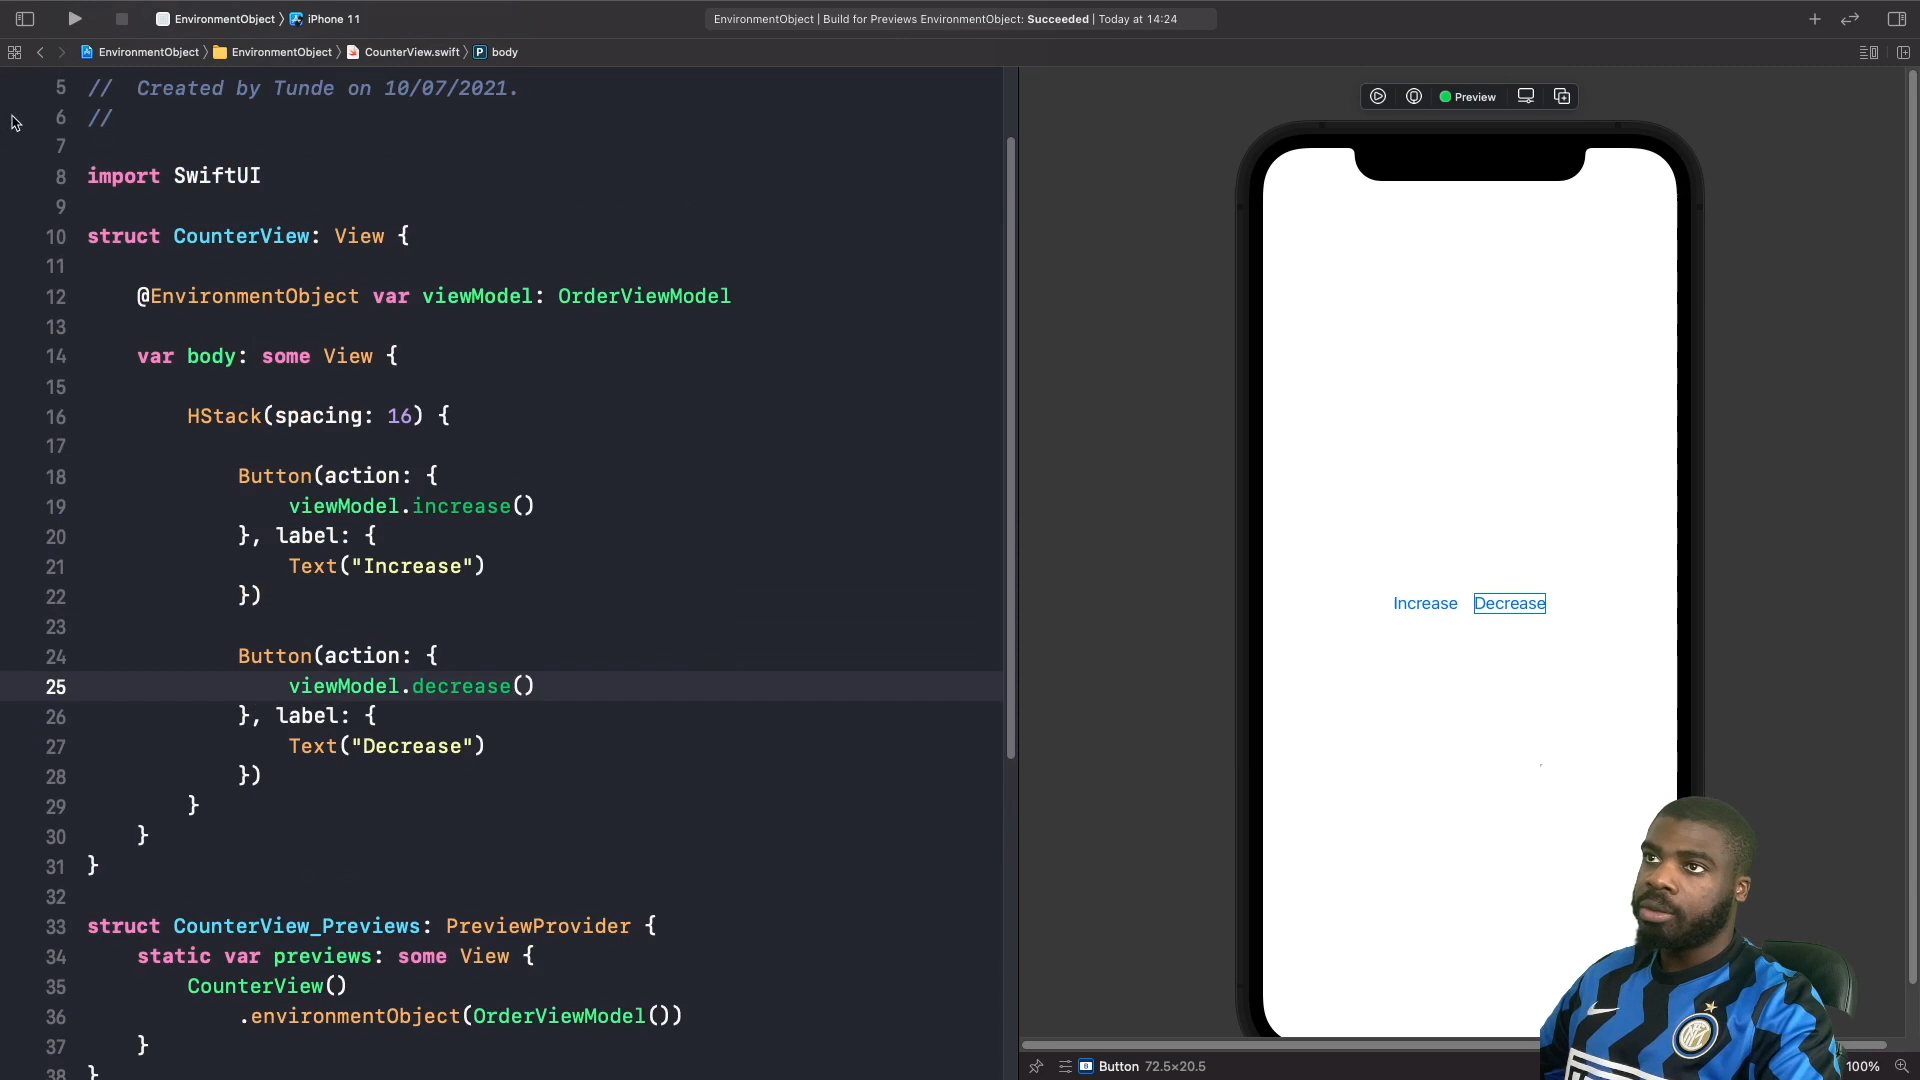 EnvironmentObject 〉 iPhone 11
EnvironmentObject | Build for Previews EnvironmentObject: Succeeded | Today at 14:24
EnvironmentObject 〉 EnvironmentObject 〉 CounterView.swift 〉 P body
5 //  Created by Tunde on 10/07/2021.
6 //
7
8 import SwiftUI
9
10 struct CounterView: View {
11
12     @EnvironmentObject var viewModel: OrderViewModel
13
14     var body: some View {
15
16         HStack(spacing: 16) {
17
18             Button(action: {
19                 viewModel.increase()
20             }, label: {
21                 Text("Increase")
22             })
23
24             Button(action: {
25                 viewModel.decrease()
26             }, label: {
27                 Text("Decrease")
28             })
29         }
30     }
31 }
32
33 struct CounterView_Previews: PreviewProvider {
34     static var previews: some View {
35         CounterView()
36             .environmentObject(OrderViewModel())
37     }
38 }
Preview
Increase Decrease
Button 72.5×20.5
100%